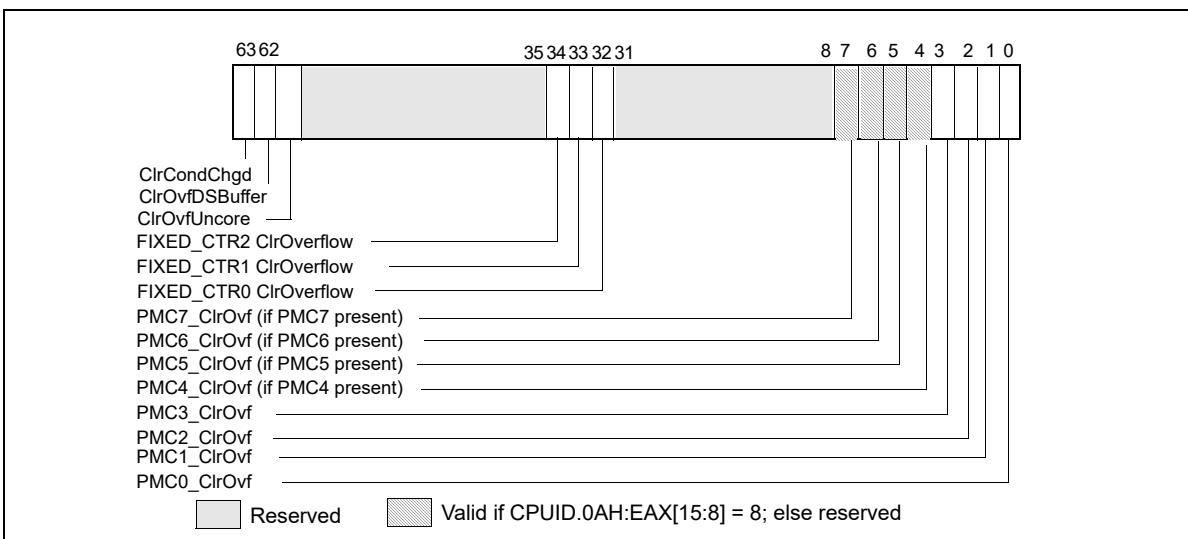 63 62 35 34 33 32 31 8 7 6 5 4 3 2 1 0
ClrCondChgd
ClrOvfDSBuffer
ClrOvfUncore
FIXED_CTR2 ClrOverflow
FIXED_CTR1 ClrOverflow
FIXED_CTR0 ClrOverflow
PMC7_ClrOvf (if PMC7 present)
PMC6_ClrOvf (if PMC6 present)
PMC5_ClrOvf (if PMC5 present)
PMC4_ClrOvf (if PMC4 present)
PMC3_ClrOvf
PMC2_ClrOvf
PMC1_ClrOvf
PMC0_ClrOvf
Reserved Valid if CPUID.0AH:EAX[15:8] = 8; else reserved